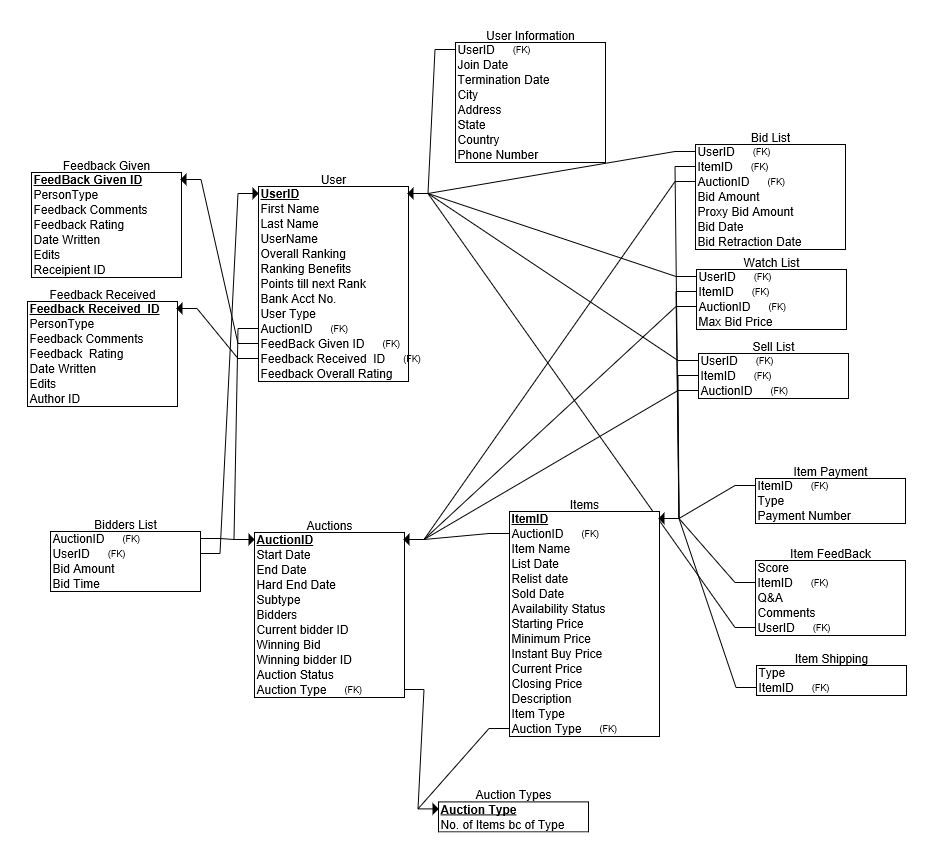 User Information
UserID (FK)
Join Date
Termination Date
City
Address
State
Country
Phone Number
Bid List
UserID (FK)
ItemID (FK)
AuctionID (FK)
Bid Amount
Proxy Bid Amount
Bid Date
Bid Retraction Date
Feedback Given
FeedBack Given ID
PersonType
Feedback Comments
Feedback Rating
Date Written
Edits
Receipient ID
User
UserID
First Name
Last Name
UserName
Overall Ranking
Ranking Benefits
Points till next Rank
Bank Acct No.
User Type
AuctionID (FK)
FeedBack Given ID (FK)
Feedback Received ID (FK)
Feedback Overall Rating
Watch List
UserID (FK)
ItemID (FK)
AuctionID (FK)
Max Bid Price
Feedback Received
Feedback Received ID
PersonType
Feedback Comments
Feedback Rating
Date Written
Edits
Author ID
Sell List
UserID (FK)
ItemID (FK)
AuctionID (FK)
Item Payment
ItemID (FK)
Type
Payment Number
Bidders List
AuctionID (FK)
UserID (FK)
Bid Amount
Bid Time
Auctions
AuctionID
Start Date
End Date
Hard End Date
Subtype
Bidders
Current bidder ID
Winning Bid
Winning bidder ID
Auction Status
Auction Type (FK)
Items
ItemID
AuctionID (FK)
Item Name
List Date
Relist date
Sold Date
Availability Status
Starting Price
Minimum Price
Instant Buy Price
Current Price
Closing Price
Description
Item Type
Auction Type (FK)
Item FeedBack
Score
ItemID (FK)
Q&A
Comments
UserID (FK)
Item Shipping
Type
ItemID (FK)
Auction Types
Auction Type
No. of Items bc of Type